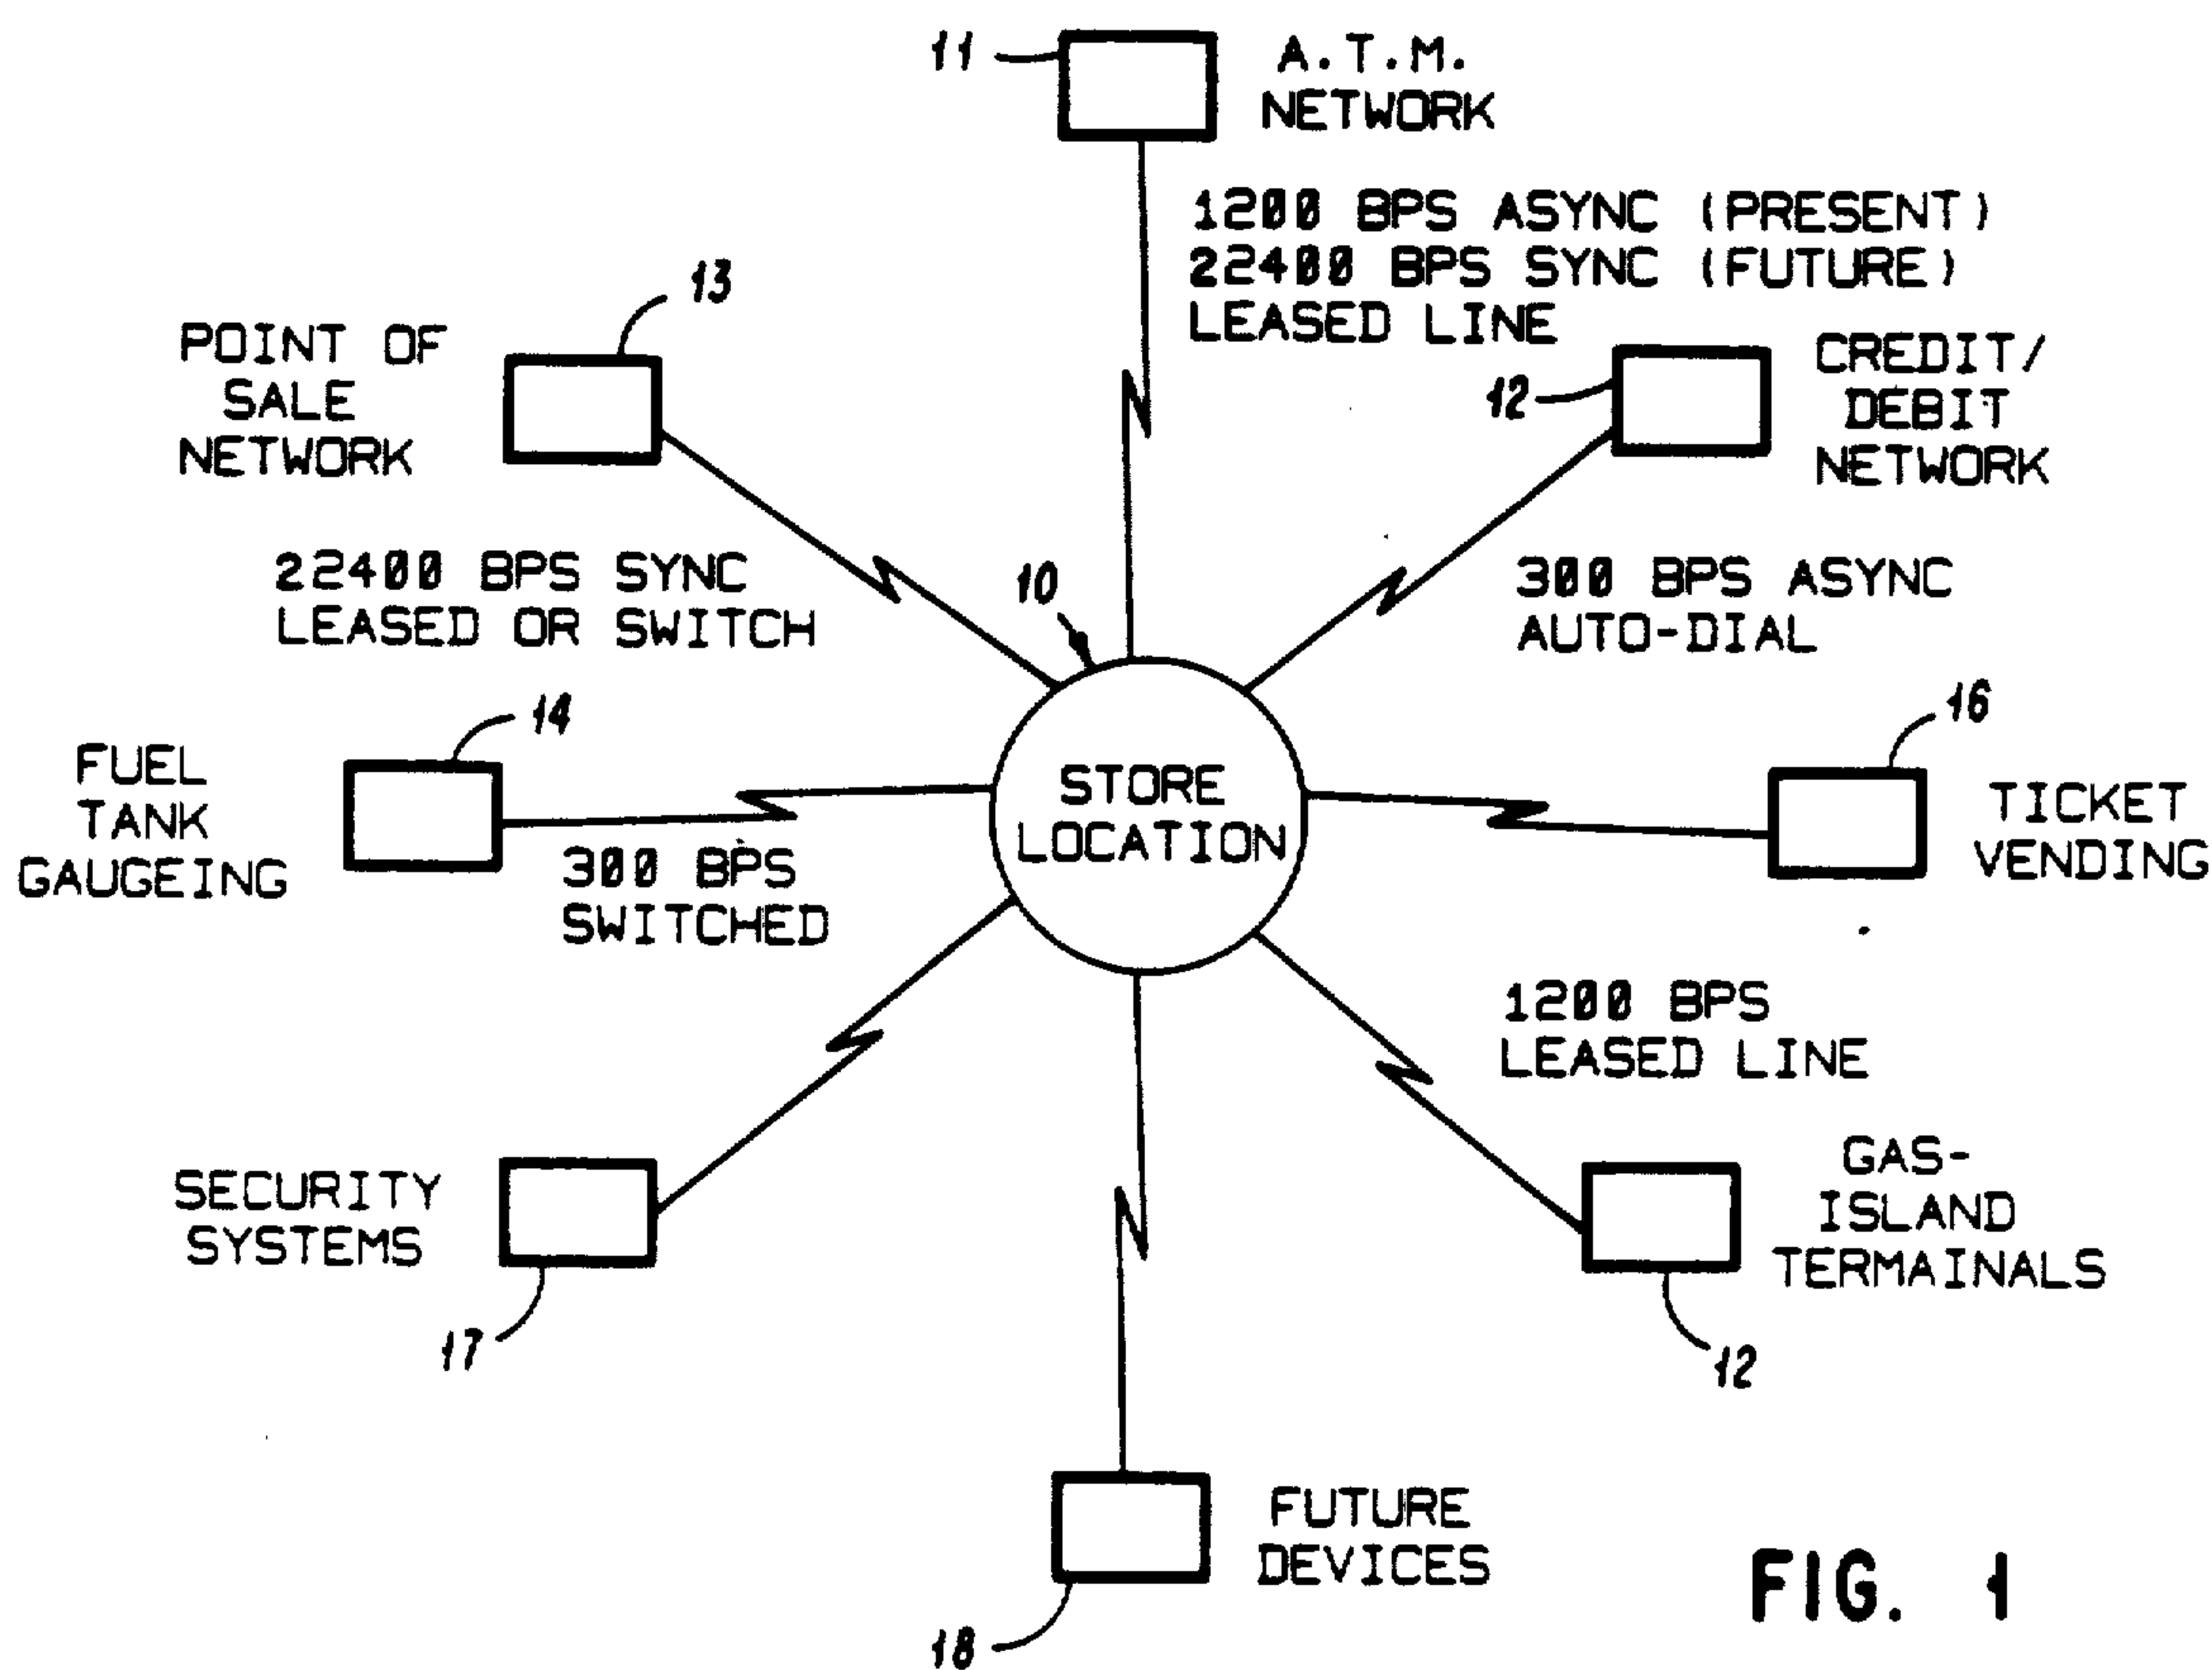 11
A.T.M.
NETWORK
1200 BPS ASYNC (PRESENT)
22400 BPS SYNC (FUTURE)
LEASED LINE
13
POINT OF
SALE
NETWORK
12
CREDIT/
DEBIT
NETWORK
22400 BPS SYNC
LEASED OR SWITCH
10
300 BPS ASYNC
AUTO-DIAL
14
FUEL
TANK
GAUGEING
300 BPS
SWITCHED
STORE
LOCATION
16
TICKET
VENDING
1200 BPS
LEASED LINE
SECURITY
SYSTEMS
17
GAS-
ISLAND
TERMAINALS
12
FUTURE
DEVICES
18
FIG. 1